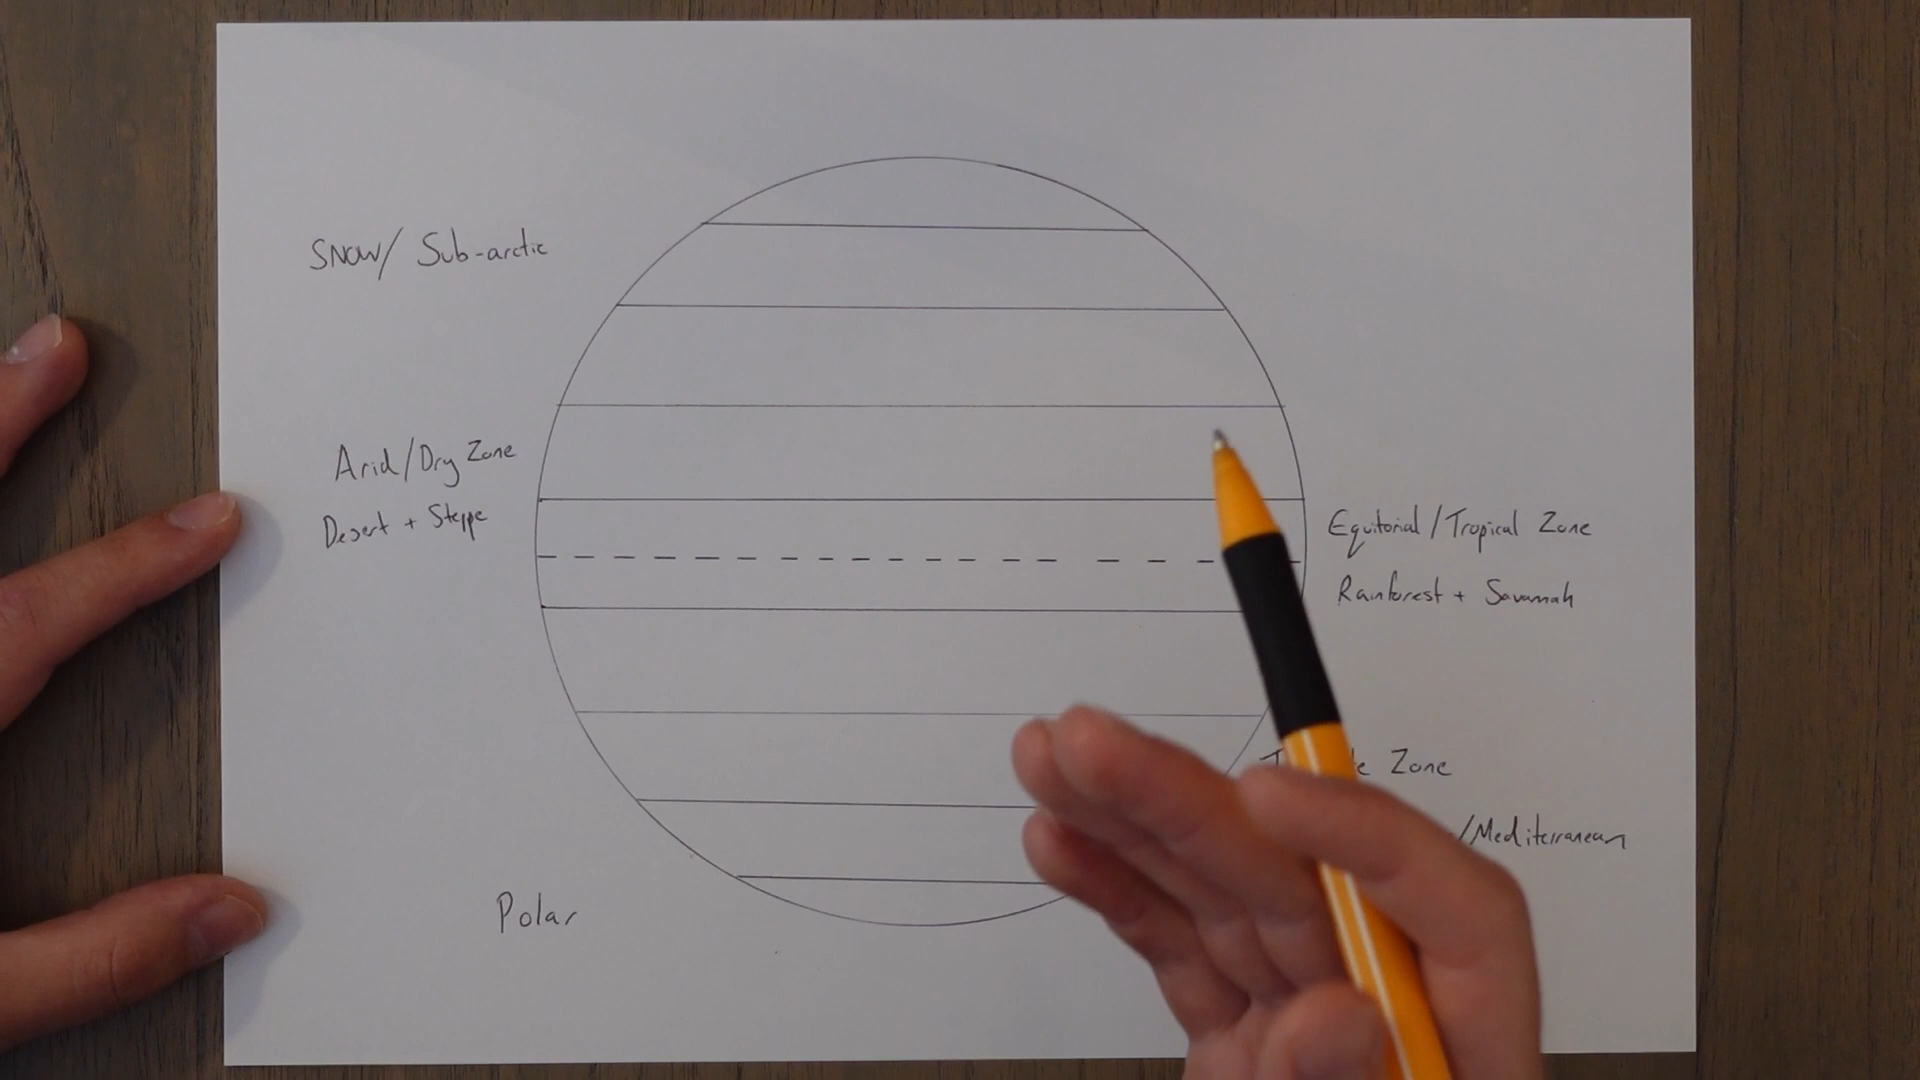 SNOW/ Sub-arctic
Arid/Dry Zone
Desert + Steppe
Equitorial/Tropical Zone
Rainforest + Savannah
Zone
/Mediterranean
Polar